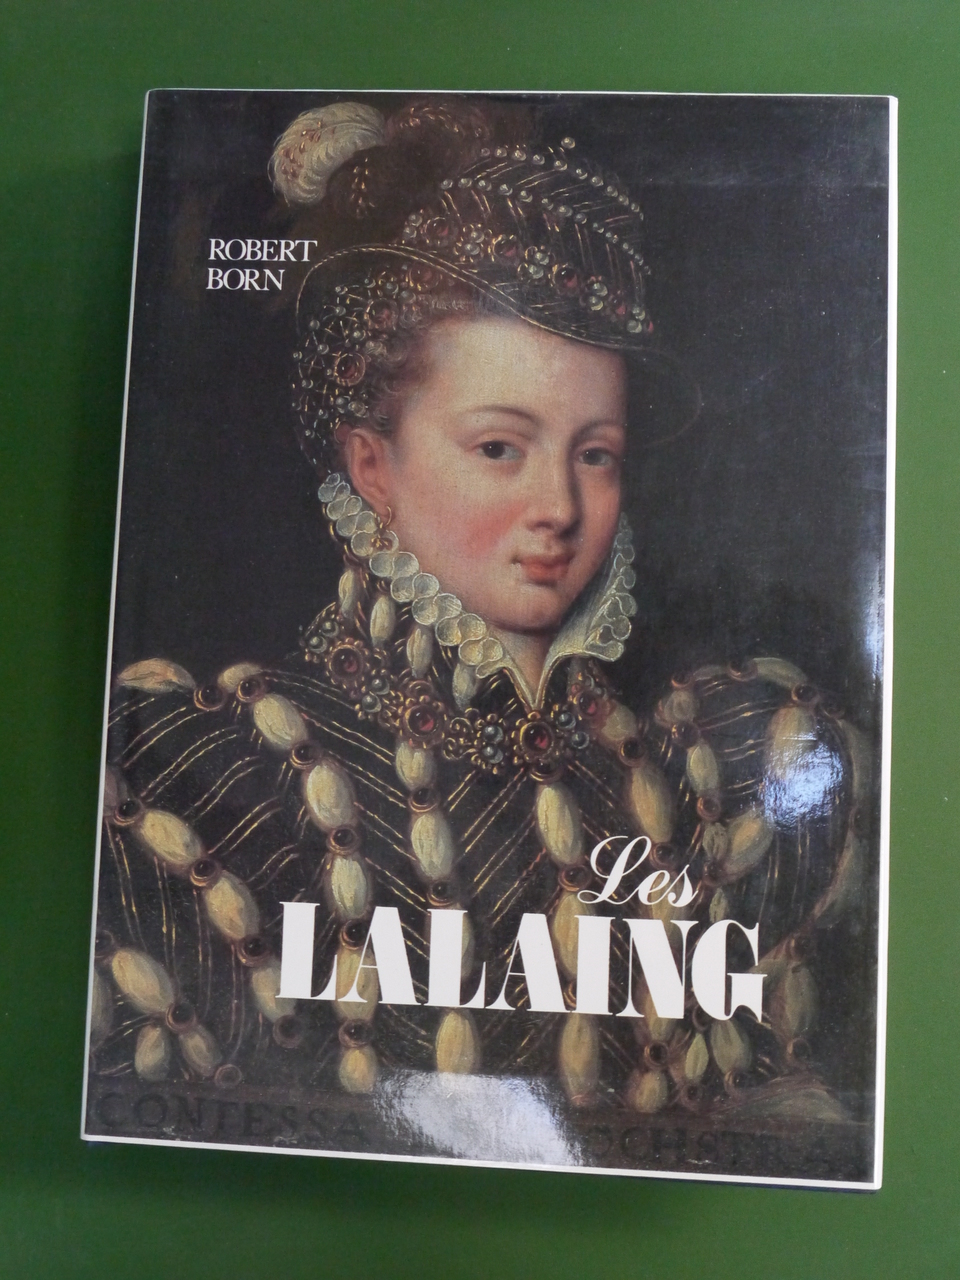 ROBERT
BORN
Les
LALAING
CONTESSA